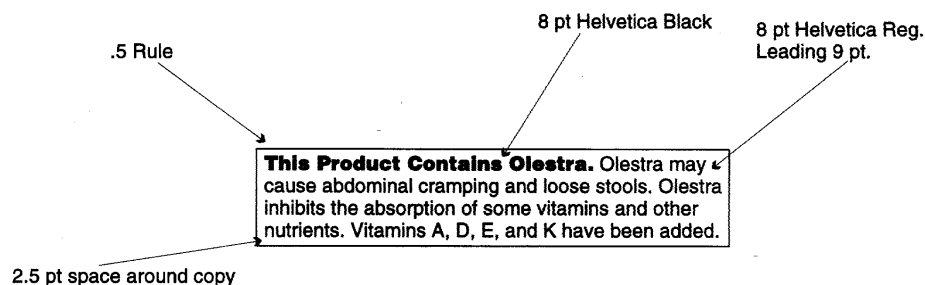 8 pt Helvetica Black
8 pt Helvetica Reg.
Leading 9 pt.
.5 Rule
This Product Contains Olestra. Olestra may
cause abdominal cramping and loose stools. Olestra
inhibits the absorption of some vitamins and other
nutrients. Vitamins A, D, E, and K have been added.
2.5 pt space around copy